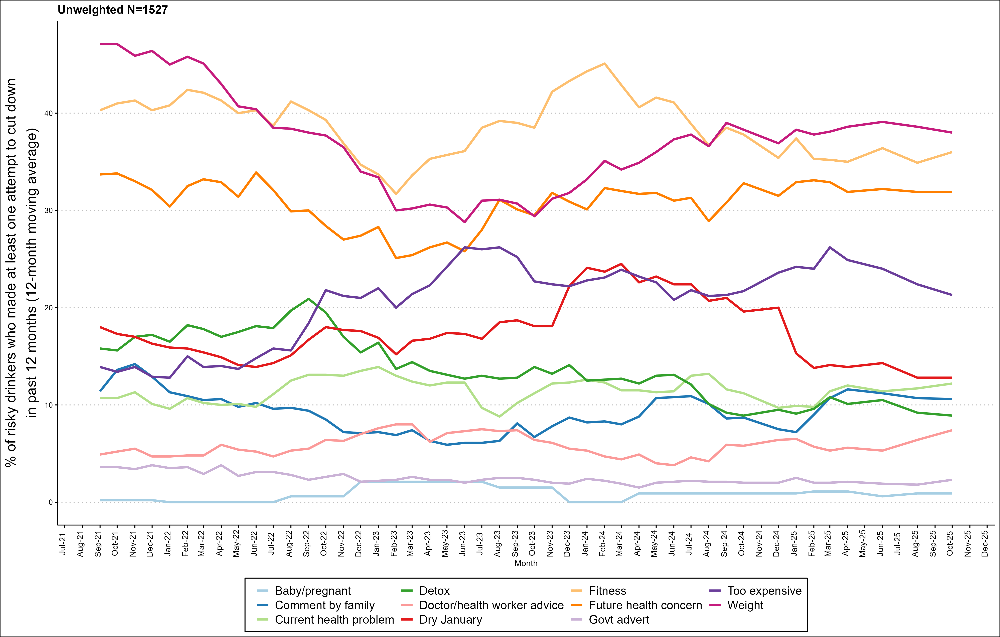 Unweighted N=1527
% of risky drinkers who made at least one attempt to cut down
in past 12 months (12-month moving average)
40
30
20
10
0
Jul-21
Aug-21
Sep-21
Oct-21
Nov-21
Dec-21
Jan-22
Feb-22
Mar-22
Apr-22
May-22
Jun-22
Jul-22
Aug-22
Sep-22
Oct-22
Nov-22
Dec-22
Jan-23
Feb-23
Mar-23
Apr-23
May-23
Jun-23
Jul-23
Aug-23
Sep-23
Oct-23
Nov-23
Dec-23
Jan-24
Feb-24
Mar-24
Apr-24
May-24
Jun-24
Jul-24
Aug-24
Sep-24
Oct-24
Nov-24
Dec-24
Jan-25
Feb-25
Mar-25
Apr-25
May-25
Jun-25
Jul-25
Aug-25
Sep-25
Oct-25
Nov-25
Dec-25
Month
Baby/pregnant
Comment by family
Current health problem
Detox
Doctor/health worker advice
Dry January
Fitness
Future health concern
Govt advert
Too expensive
Weight